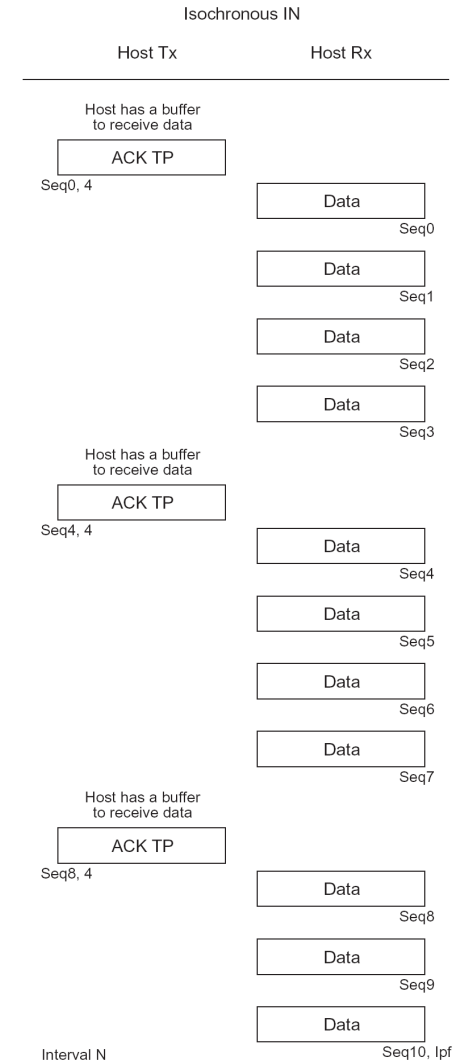 Isochronous IN
Host Tx
Host Rx
Host has a buffer
to receive data
ACK TP
Seq0, 4
Data
Seq0
Data
Seq1
Data
Seq2
Data
Seq3
Host has a buffer
to receive data
ACK TP
Seq4, 4
Data
Seq4
Data
Seq5
Data
Seq6
Data
Seq7
Host has a buffer
to receive data
ACK TP
Seq8, 4
Data
Seq8
Data
Seq9
Data
Seq10, lpf
Interval N